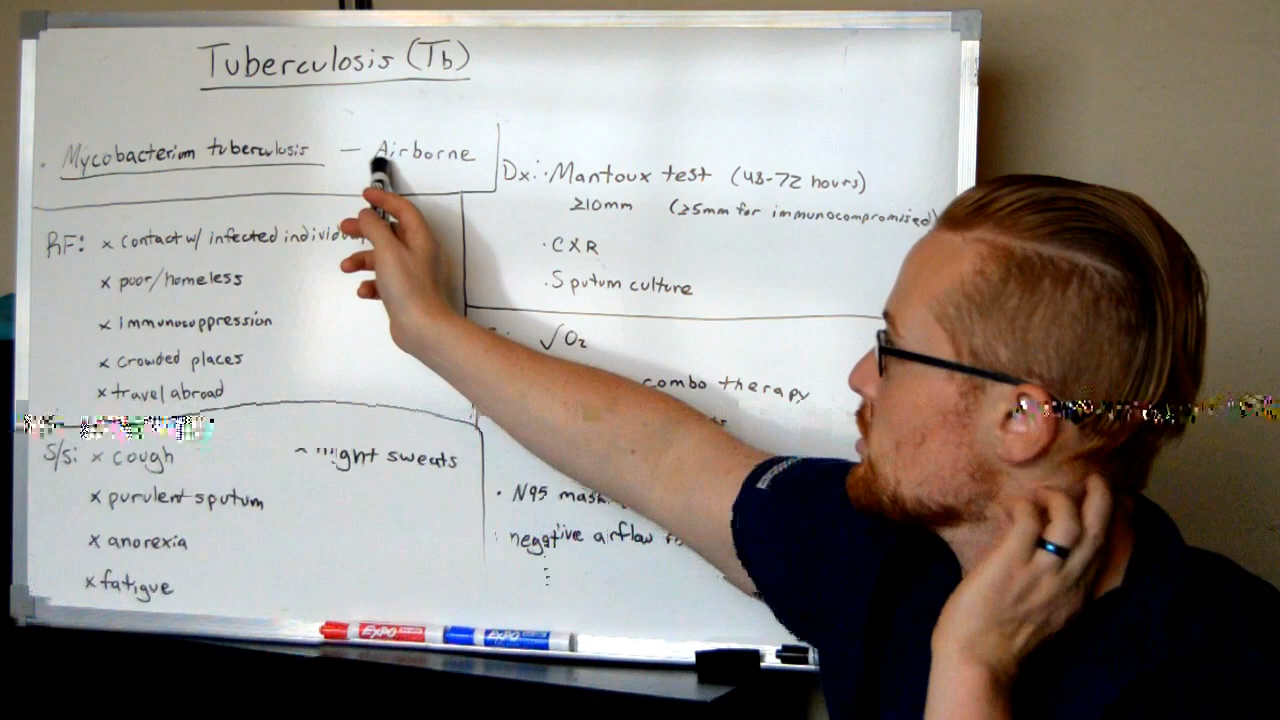 Tuberculosis (Tb)
· Mycobacterium tuberculosis — Airborne
RF: x contact w/ infected
x poor/homeless
x immunosuppression
x crowded places
x travel abroad
S/s: x cough
x purulent sputum
x anorexia
x fatigue
night sweats
Dx: · Mantoux test (48-72 hours)
≥10mm (≥5mm for immunocompromised)
· CXR
· Sputum culture
√O₂
combo therapy
· N95
negative airflow
EXPO
EXPO